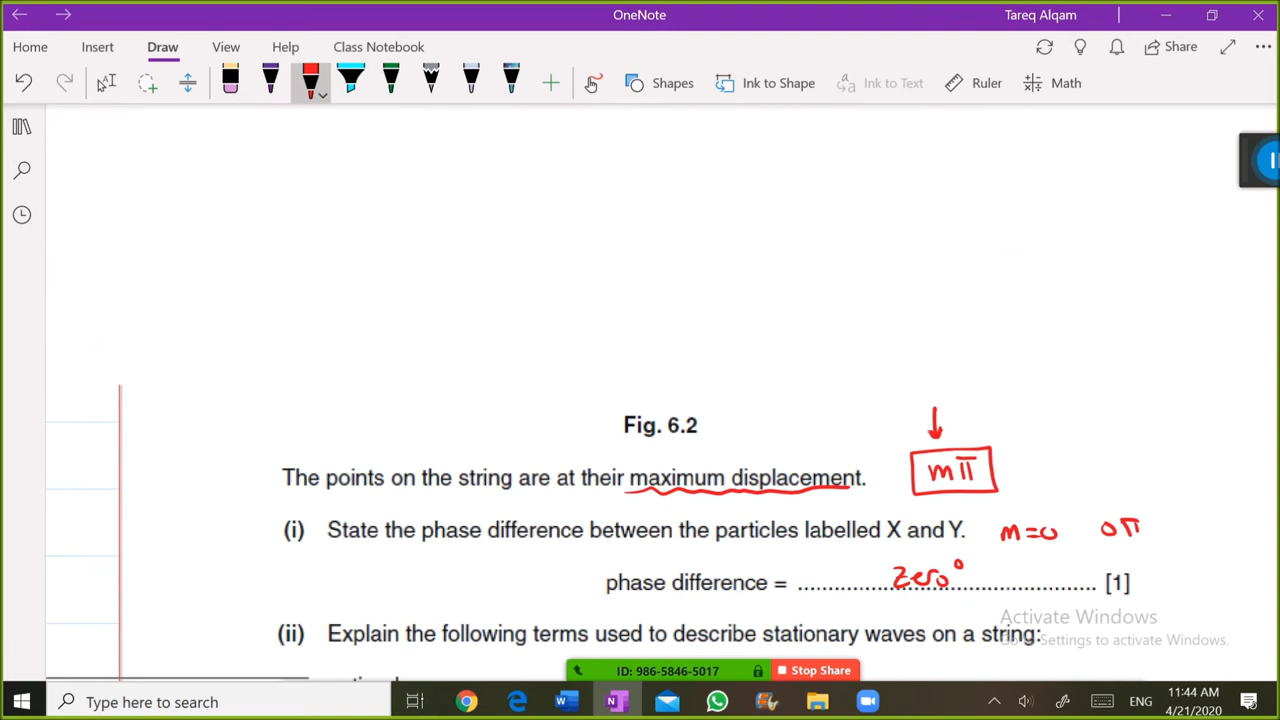 OneNote
Tareq Alqam
Home Insert Draw View Help Class Notebook Share
Shapes Ink to Shape Ink to Text Ruler Math
Fig. 6.2
The points on the string are at their maximum displacement. mπ
(i) State the phase difference between the particles labelled X and Y. m=0 0π
phase difference = .................................................... [1]
zero°
(ii) Explain the following terms used to describe stationary waves on a string:
Activate Windows
Go to Settings to activate Windows.
ID: 986-5846-5017 Stop Share
Type here to search
ENG
11:44 AM
4/21/2020